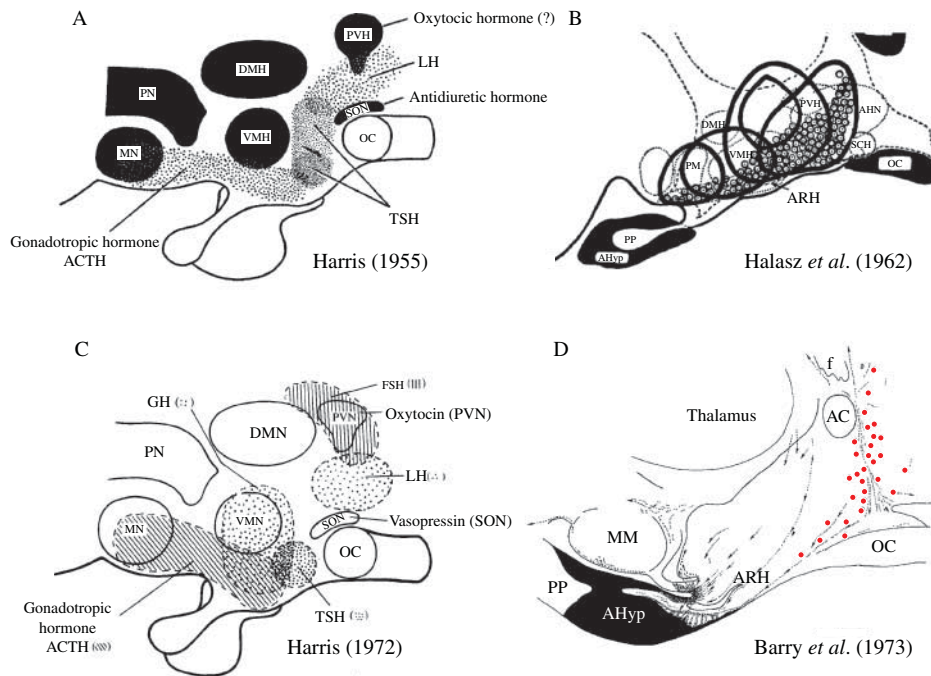 A
Oxytocic hormone (?)
PVH
LH
DMH
Antidiuretic hormone
PN
SON
VMH
OC
MN
TSH
Gonadotropic hormone
ACTH
Harris (1955)
B
PVH
AHN
DMH
VMH
SCH
PM
OC
ARH
PP
AHyp
Halasz et al. (1962)
C
FSH
GH
PVN
Oxytocin (PVN)
DMN
PN
LH
MN
VMN
SON
Vasopressin (SON)
OC
Gonadotropic
hormone
ACTH
TSH
Harris (1972)
D
f
Thalamus
AC
MM
OC
PP
ARH
AHyp
Barry et al. (1973)